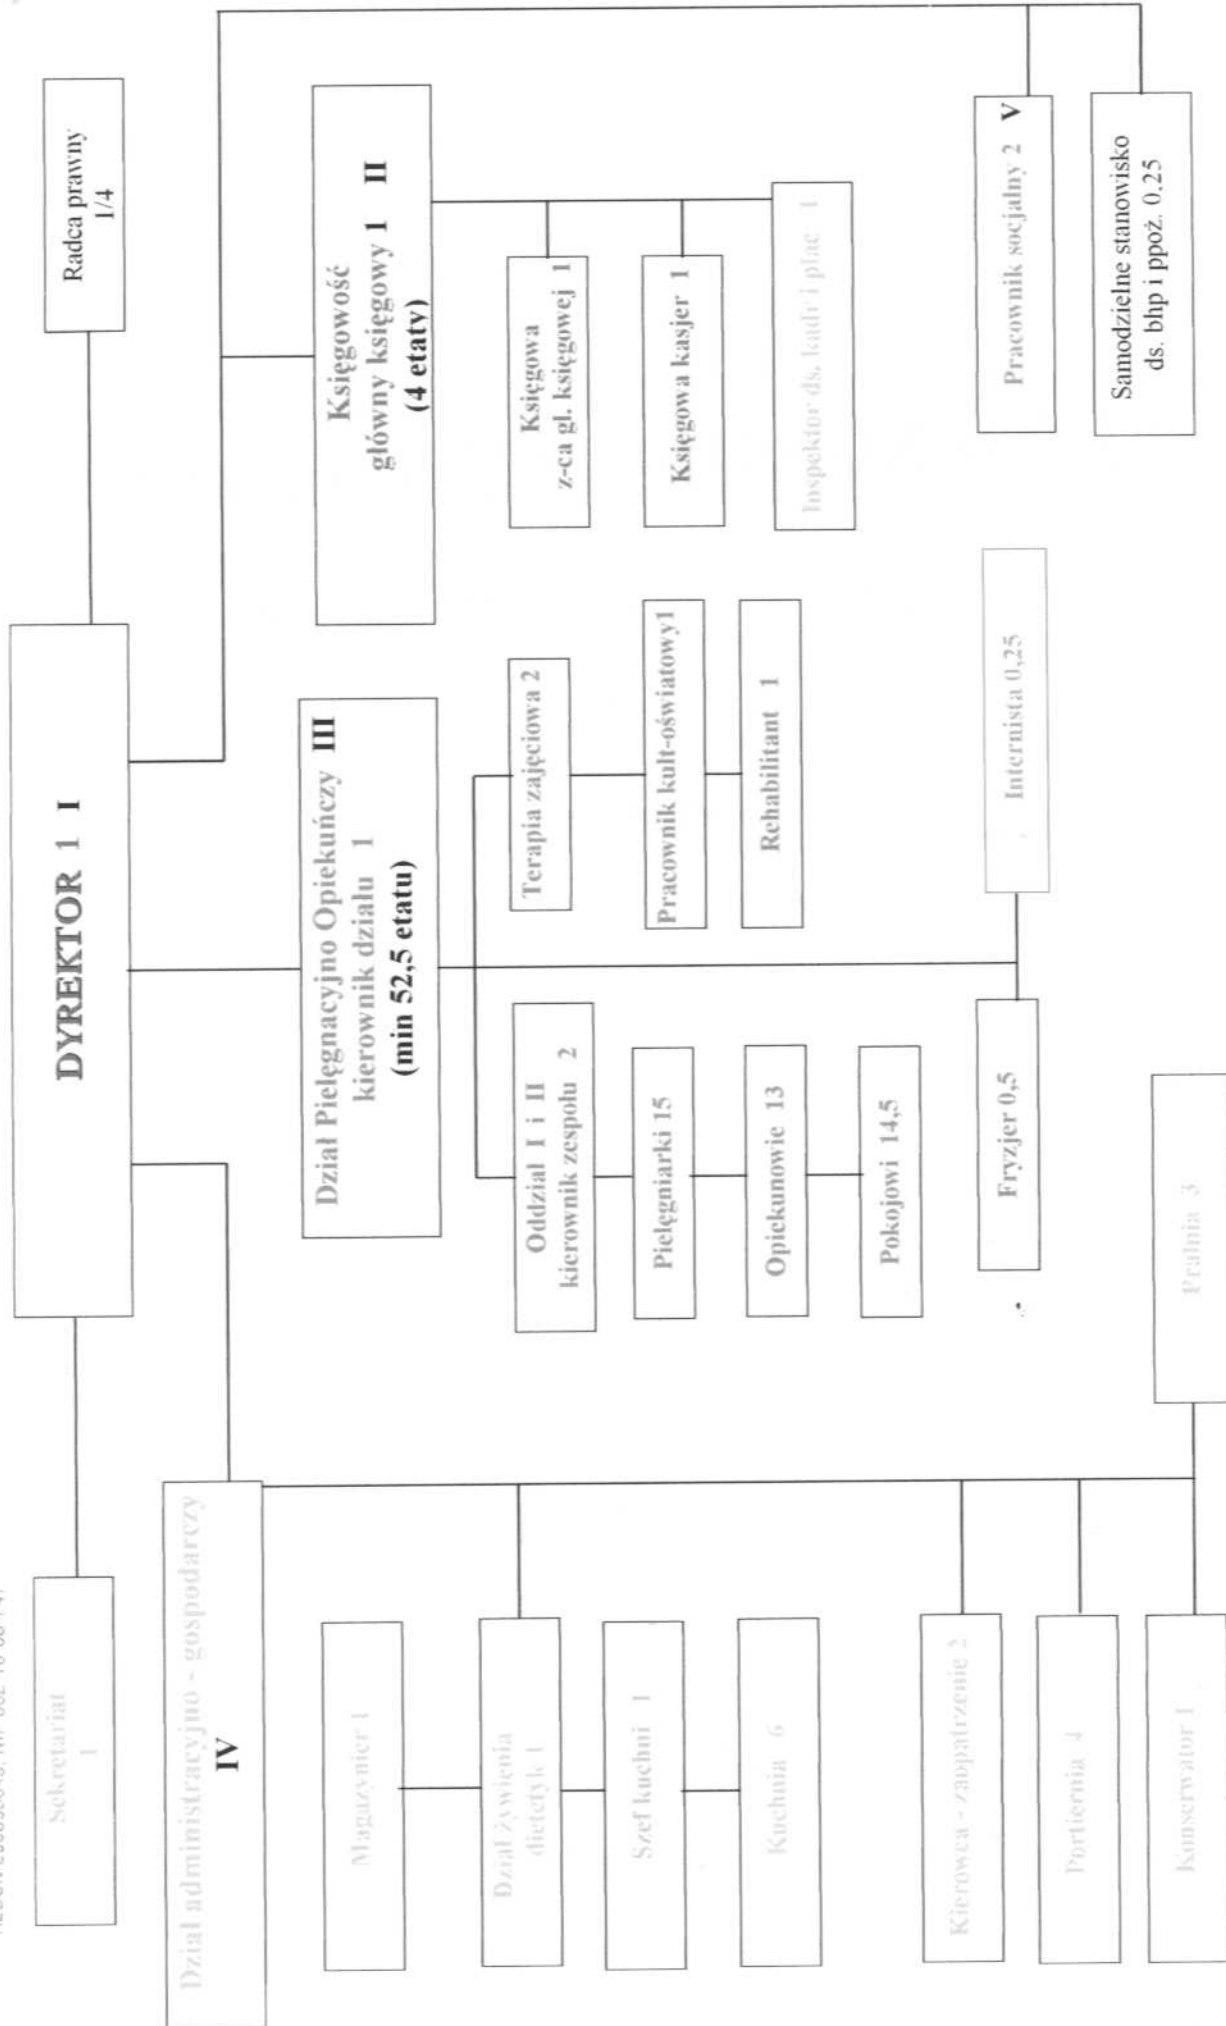 Sekretariat
1
DYREKTOR 1 I
Radca prawny
1/4
Dział administracyjno - gospodarczy
IV
Dział Pielęgnacyjno Opiekuńczy III
kierownik działu 1
(min 52,5 etatu)
Księgowość
główny księgowy 1 II
(4 etaty)
Magazynier 1
Dział żywienia
dietetyk 1
Szef kuchni 1
Kuchnia 6
Kierowca - zaopatrzenie 2
Portiernia 4
Konserwator 1
Pralnia 3
Oddział I i II
kierownik zespołu 2
Pielęgniarki 15
Opiekunowie 13
Pokojowi 14,5
Fryzjer 0,5
Terapia zajęciowa 2
Pracownik kult-oświatowy1
Rehabilitant 1
Internista 0,25
Księgowa
z-ca gł. księgowej 1
Księgowa kasjer 1
Inspektor ds. kadr i płac 1
Pracownik socjalny 2 V
Samodzielne stanowisko
ds. bhp i ppoż. 0,25